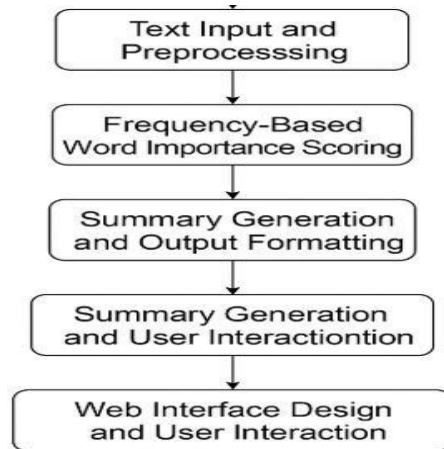 Text Input and
Preprocesssing
Frequency-Based
Word Importance Scoring
Summary Generation
and Output Formatting
Summary Generation
and User Interactiontion
Web Interface Design
and User Interaction